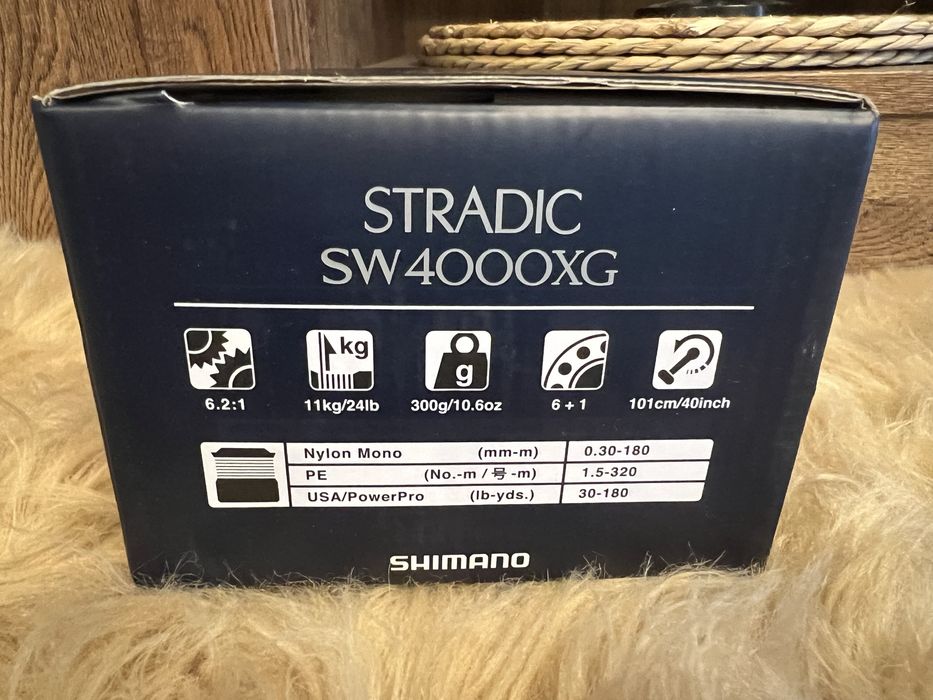 STRADIC
SW4000XG
kg
g
6.2:1 11kg/24lb 300g/10.6oz 6+1 101cm/40inch
Nylon Mono (mm-m) 0.30-180
PE (No.-m / 号-m) 1.5-320
USA/PowerPro (lb-yds.) 30-180
SHIMANO